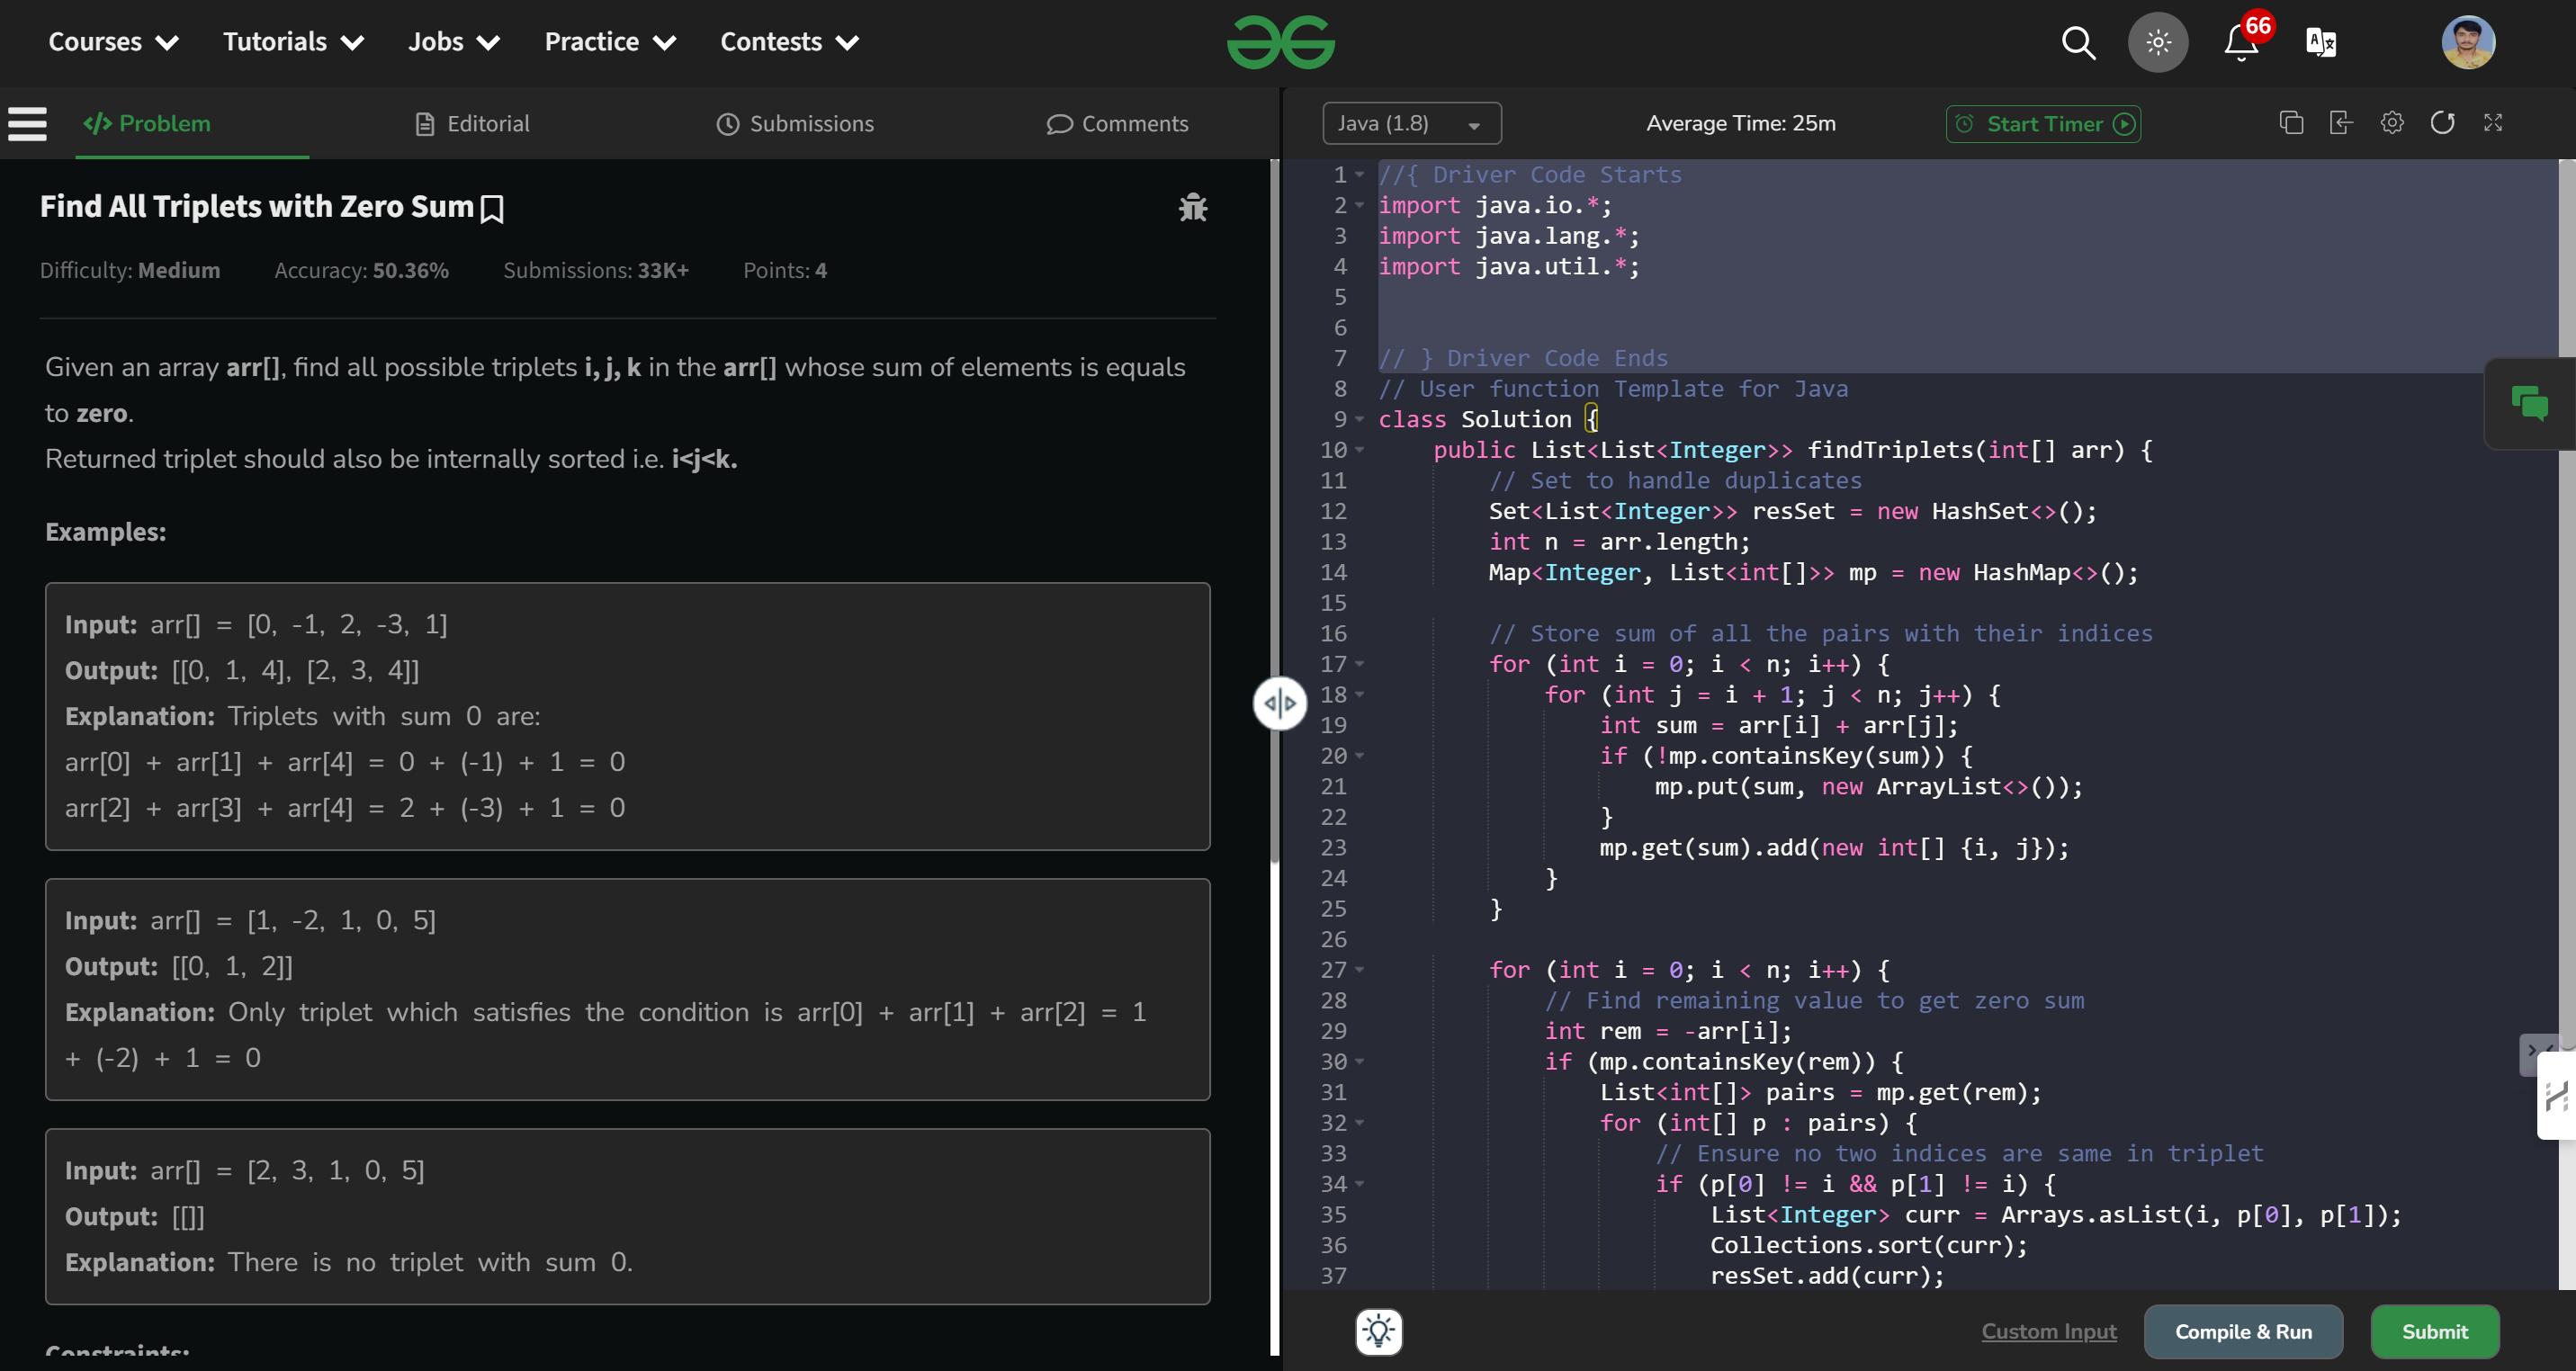 Courses Tutorials Jobs Practice Contests
66
Problem Editorial Submissions Comments
Find All Triplets with Zero Sum
Difficulty: Medium Accuracy: 50.36% Submissions: 33K+ Points: 4
Given an array arr[], find all possible triplets i, j, k in the arr[] whose sum of elements is equals
to zero.
Returned triplet should also be internally sorted i.e. i<j<k.
Examples:
Input: arr[] = [0, -1, 2, -3, 1]
Output: [[0, 1, 4], [2, 3, 4]]
Explanation: Triplets with sum 0 are:
arr[0] + arr[1] + arr[4] = 0 + (-1) + 1 = 0
arr[2] + arr[3] + arr[4] = 2 + (-3) + 1 = 0
Input: arr[] = [1, -2, 1, 0, 5]
Output: [[0, 1, 2]]
Explanation: Only triplet which satisfies the condition is arr[0] + arr[1] + arr[2] = 1
+ (-2) + 1 = 0
Input: arr[] = [2, 3, 1, 0, 5]
Output: [[]]
Explanation: There is no triplet with sum 0.
Constraints:
Java (1.8) Average Time: 25m Start Timer
1 //{ Driver Code Starts
2 import java.io.*;
3 import java.lang.*;
4 import java.util.*;
5
6
7 // } Driver Code Ends
8 // User function Template for Java
9 class Solution {
10 public List<List<Integer>> findTriplets(int[] arr) {
11 // Set to handle duplicates
12 Set<List<Integer>> resSet = new HashSet<>();
13 int n = arr.length;
14 Map<Integer, List<int[]>> mp = new HashMap<>();
15
16 // Store sum of all the pairs with their indices
17 for (int i = 0; i < n; i++) {
18 for (int j = i + 1; j < n; j++) {
19 int sum = arr[i] + arr[j];
20 if (!mp.containsKey(sum)) {
21 mp.put(sum, new ArrayList<>());
22 }
23 mp.get(sum).add(new int[] {i, j});
24 }
25 }
26
27 for (int i = 0; i < n; i++) {
28 // Find remaining value to get zero sum
29 int rem = -arr[i];
30 if (mp.containsKey(rem)) {
31 List<int[]> pairs = mp.get(rem);
32 for (int[] p : pairs) {
33 // Ensure no two indices are same in triplet
34 if (p[0] != i && p[1] != i) {
35 List<Integer> curr = Arrays.asList(i, p[0], p[1]);
36 Collections.sort(curr);
37 resSet.add(curr);
Custom Input Compile & Run Submit